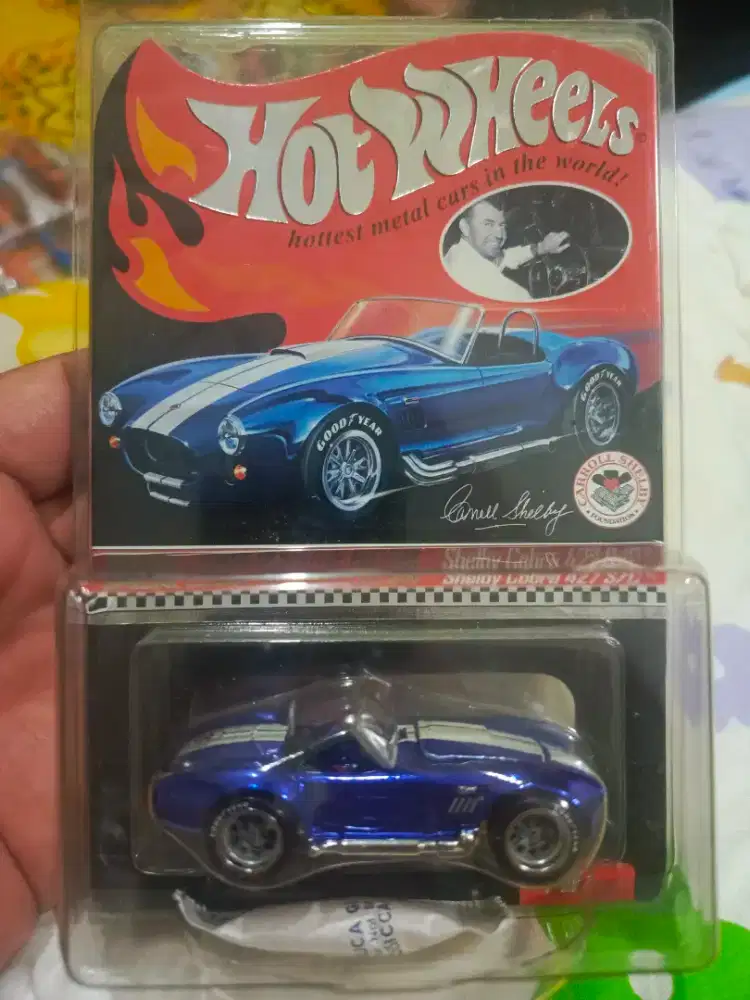 HOT WHEELS
hottest metal cars in the world!
GOODYEAR
GOODYEAR
Carroll Shelby
CARROLL SHELBY
FOUNDATION
Shelby Cobra 427 S/C